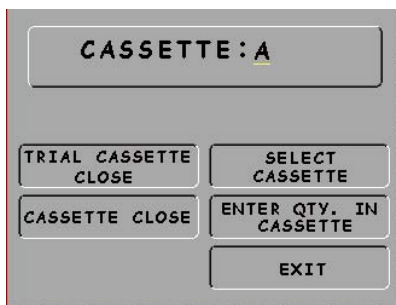 CASSETTE:A
TRIAL CASSETTE
CLOSE
SELECT
CASSETTE
CASSETTE CLOSE
ENTER QTY. IN
CASSETTE
EXIT